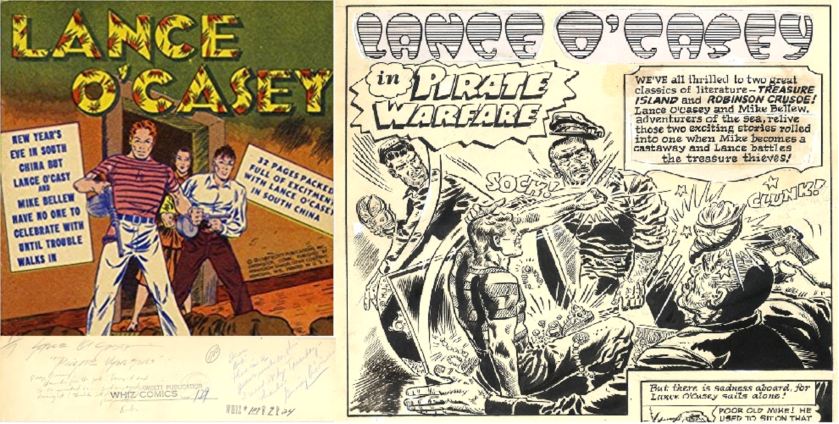 LANCE
O'CASEY
NEW YEAR'S
EVE IN SOUTH
CHINA BUT
LANCE O'CASY
AND
MIKE BELLEW
HAVE NO ONE TO
CELEBRATE WITH
UNTIL TROUBLE
WALKS IN
32 PAGES PACKED
FULL OF EXCITEMENT
WITH LANCE O'CASEY
IN SOUTH CHINA
FAWCETT PUBLICATION
WHIZ COMICS
LANCE O'CASEY
in PIRATE
WARFARE
WE'VE all thrilled to two great
classics of literature-TREASURE
ISLAND and ROBINSON CRUSOE!
Lance O'casey and Mike Bellew,
adventurers of the sea, relive
those two exciting stories rolled
into one when Mike becomes a
castaway and Lance battles
the treasure thieves!
SOCK!
CLUNK!
But there is sadness aboard, for
Lance O'Casey sails alone!
POOR OLD MIKE! HE
USED TO SIT ON THAT